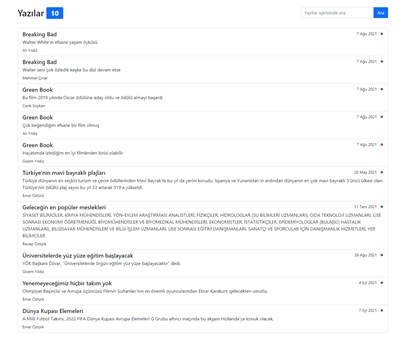 Yazılar 10
Yazılar içerisinde ara
Ara
Breaking Bad
7 Ağu 2021
Walter White'ın efsane yaşam öyküsü
Ali Yıldız
Breaking Bad
7 Ağu 2021
Walter seni çok özledik keşke bu dizi devam etse
Mehmet Çınar
Green Book
7 Ağu 2021
Bu film 2019 yılında Oscar ödülüne aday oldu ve ödülü almayı başardı
Green Book
7 Ağu 2021
Çok beğendiğim efsane bir film olmuş
Ali Yıldız
Green Book
7 Ağu 2021
Hayatımda izlediğim en iyi filmlerden birisi olabilir
Gizem Yıldız
Türkiye'nin mavi bayraklı plajları
20 May 2021
Türkiye dünyanın en seçkin turizm ve çevre ödüllerinden Mavi Bayrak'ta bu yıl da yerini korudu. İspanya ve Yunanistan'ın ardından dünyanın en çok mavi bayraklı 3 üncü ülkesi olan
Türkiye'nin ödüllü plaj sayısı bu yıl 33 artarak 519'a yükseldi.
Emel Öztürk
Geleceğin en popüler meslekleri
31 Tem 2021
SİYASET BİLİMCİLER, KRİMA MÜHENDİSLERİ, YÖN-EYLEM ARAŞTIRMASI ANALİSTLERİ, FİZİKÇİLER, HİDROLOGLAR (SU BİLİMLERİ UZMANLARI), GIDA TEKNOLOJİ UZMANLARI, LİSE
SONRASI EKONOMİ ÖĞRETMENLİĞİ, BİYOMÜHENDİSLER VE BİYOMEDİKAL MÜHENDİSLERİ, EKONOMİSTLER, İSTATİSTİKÇİLER, EPİDEMİYOLOGLAR (BULAŞICI HASTALIK
UZMANLARI), BİLGİSAYAR MÜHENDİSLERİ VE BİLGİ İŞLEM UZMANLARI, LİSE SONRASI EĞİTİM DANIŞMANLARI, SANATÇI VE SPORCULAR İÇİN DANIŞMANLIK HİZMETLERİ, YER
BİLİMCİLER
Recep Öztürk
Üniversitelerde yüz yüze eğitim başlayacak
28 Ağu 2021
YÖK Başkanı Özvar, "Üniversitelerde örgün eğitim yüz yüze başlayacaktır" dedi.
Gizem Yıldız
Yenemeyeceğimiz hiçbir takım yok
4 Eyl 2021
Olimpiyat Beşincisi ve Avrupa üçüncüsü Filenin Sultanları'nın en önemli oyuncularından Ebrar Karakurt, gelecekten umutlu.
Emel Öztürk
Dünya Kupası Elemeleri
7 Eyl 2021
A Milli Futbol Takımı, 2022 FIFA Dünya Kupası Avrupa Elemeleri G Grubu altıncı maçında bu akşam Hollanda'ya konuk olacak.
Emel Öztürk